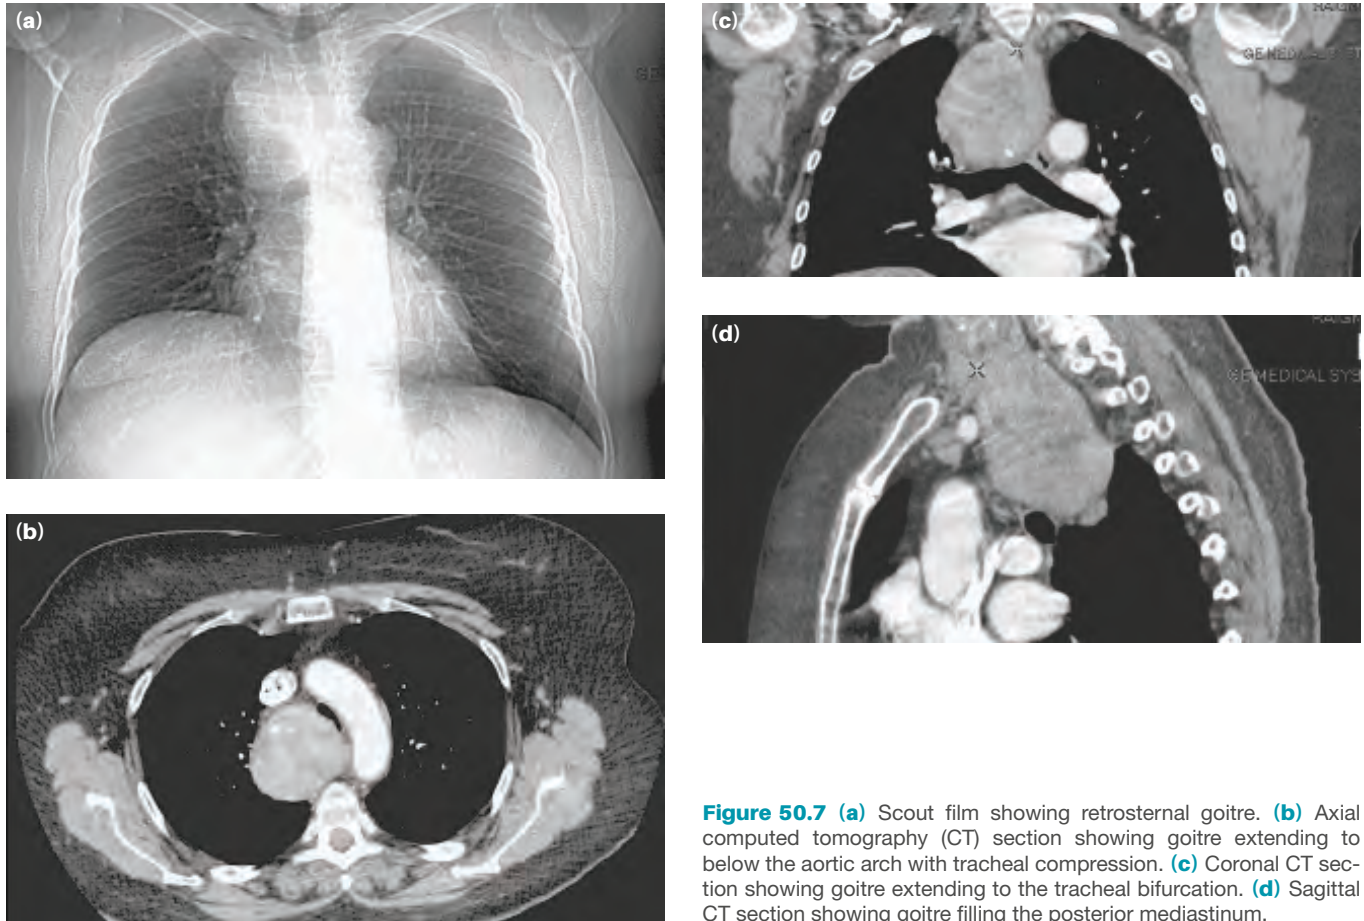 (a)
(b)
(c)
GE MEDICAL SYS
(d)
GE MEDICAL SYS
Figure 50.7 (a) Scout film showing retrosternal goitre. (b) Axial
computed tomography (CT) section showing goitre extending to
below the aortic arch with tracheal compression. (c) Coronal CT sec-
tion showing goitre extending to the tracheal bifurcation. (d) Sagittal
CT section showing goitre filling the posterior mediastinum.